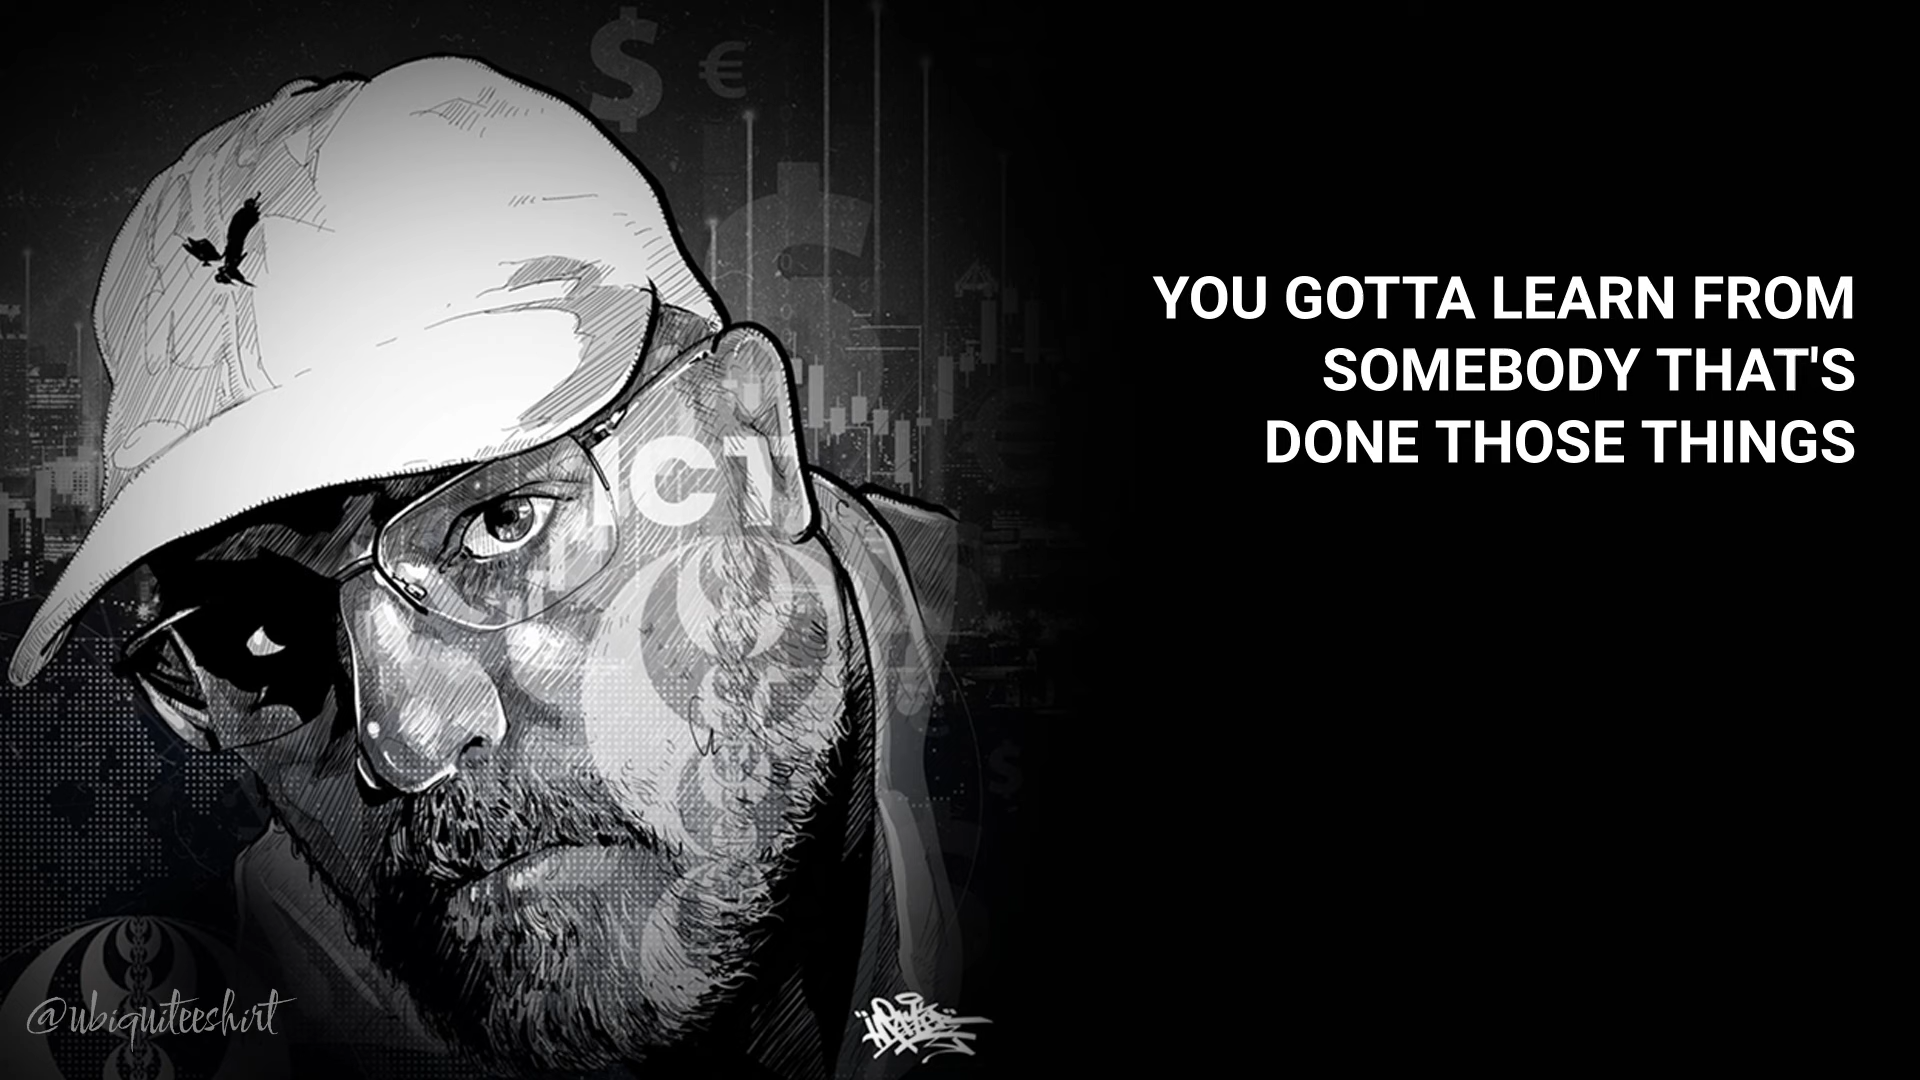 $ €
ICT
YOU GOTTA LEARN FROM
SOMEBODY THAT'S
DONE THOSE THINGS
@ubiquiteeshirt